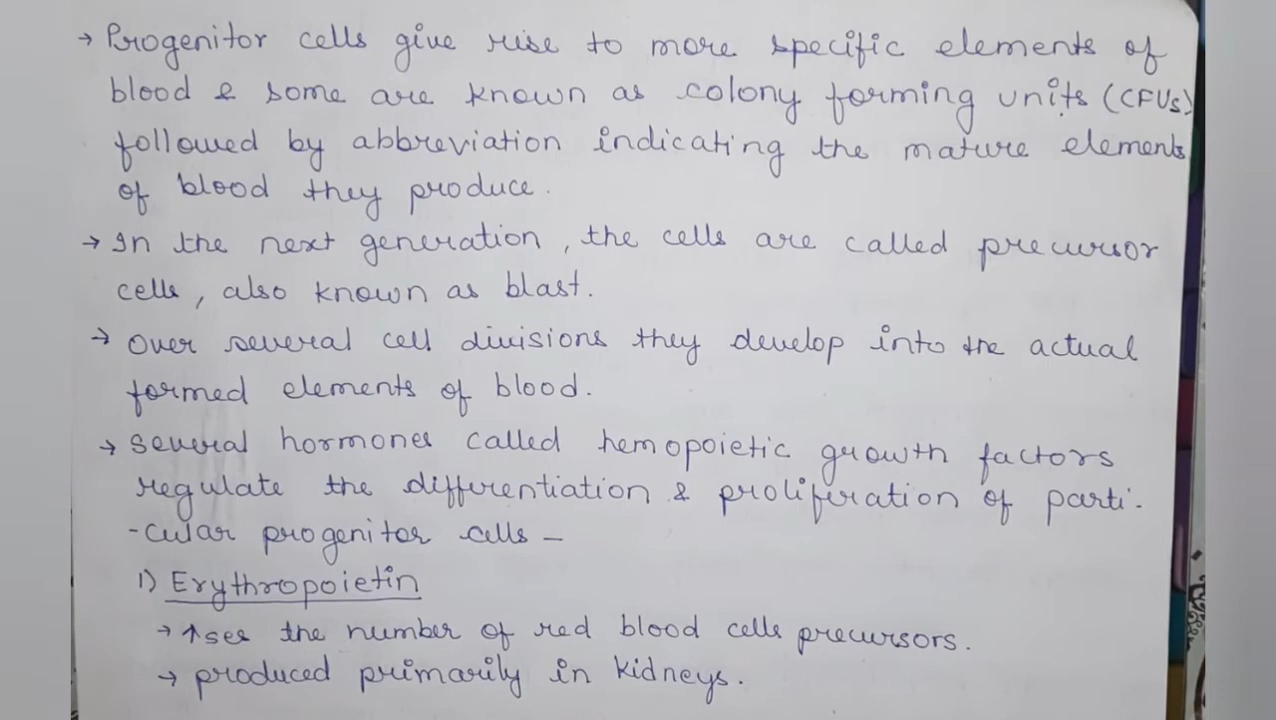 → Progenitor cells give rise to more specific elements of
blood & some are known as colony forming units (CFUs)
followed by abbreviation indicating the mature elements
of blood they produce.
→ In the next generation, the cells are called precursor
cells, also known as blast.
→ Over several cell divisions they develop into the actual
formed elements of blood.
→ Several hormones called hemopoietic growth factors
regulate the differentiation & proliferation of parti-
-cular progenitor cells –
1) Erythropoietin
→ ↑ses the number of red blood cells precursors.
→ produced primarily in kidneys.